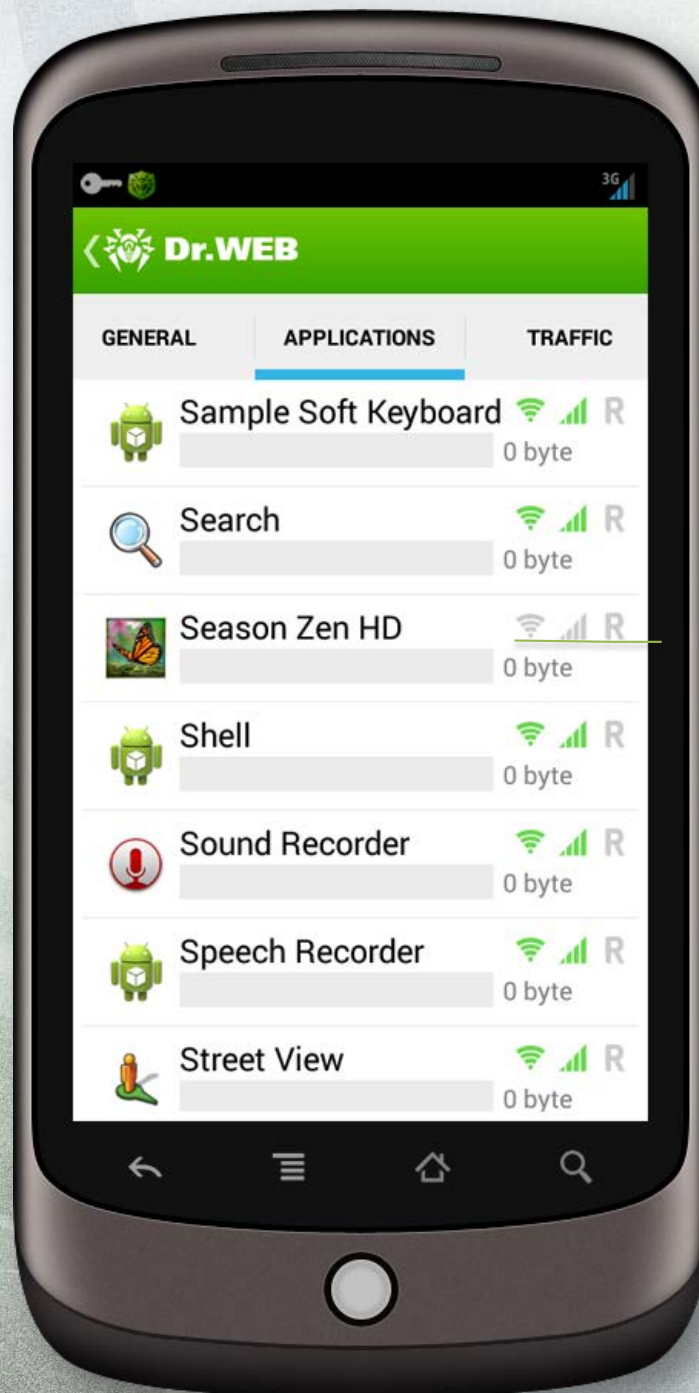 3G
Dr.WEB
GENERAL APPLICATIONS TRAFFIC
Sample Soft Keyboard R
0 byte
Search R
0 byte
Season Zen HD R
0 byte
Shell R
0 byte
Sound Recorder R
0 byte
Speech Recorder R
0 byte
Street View R
0 byte